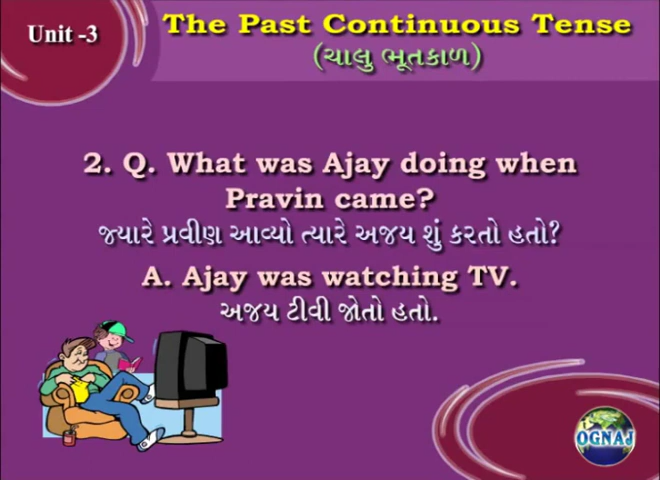 Unit -3
The Past Continuous Tense
(ચાલુ ભૂતકાળ)
2. Q. What was Ajay doing when
Pravin came?
જ્યારે પ્રવીણ આવ્યો ત્યારે અજય શું કરતો હતો?
A. Ajay was watching TV.
અજય ટીવી જોતો હતો.
OGNAJ